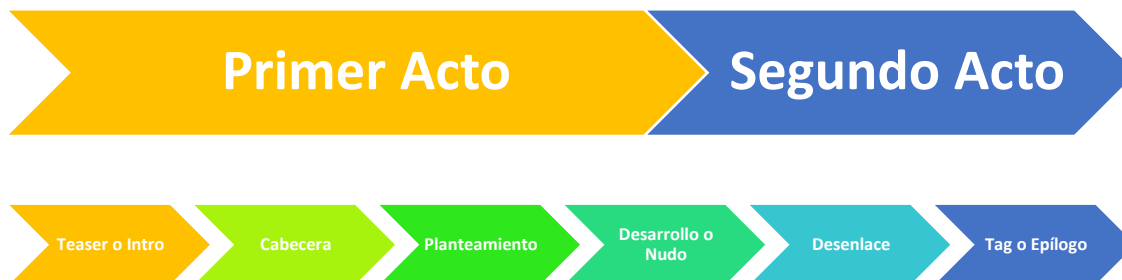 Primer Acto
Segundo Acto
Teaser o Intro
Cabecera
Planteamiento
Desarrollo o
Nudo
Desenlace
Tag o Epílogo